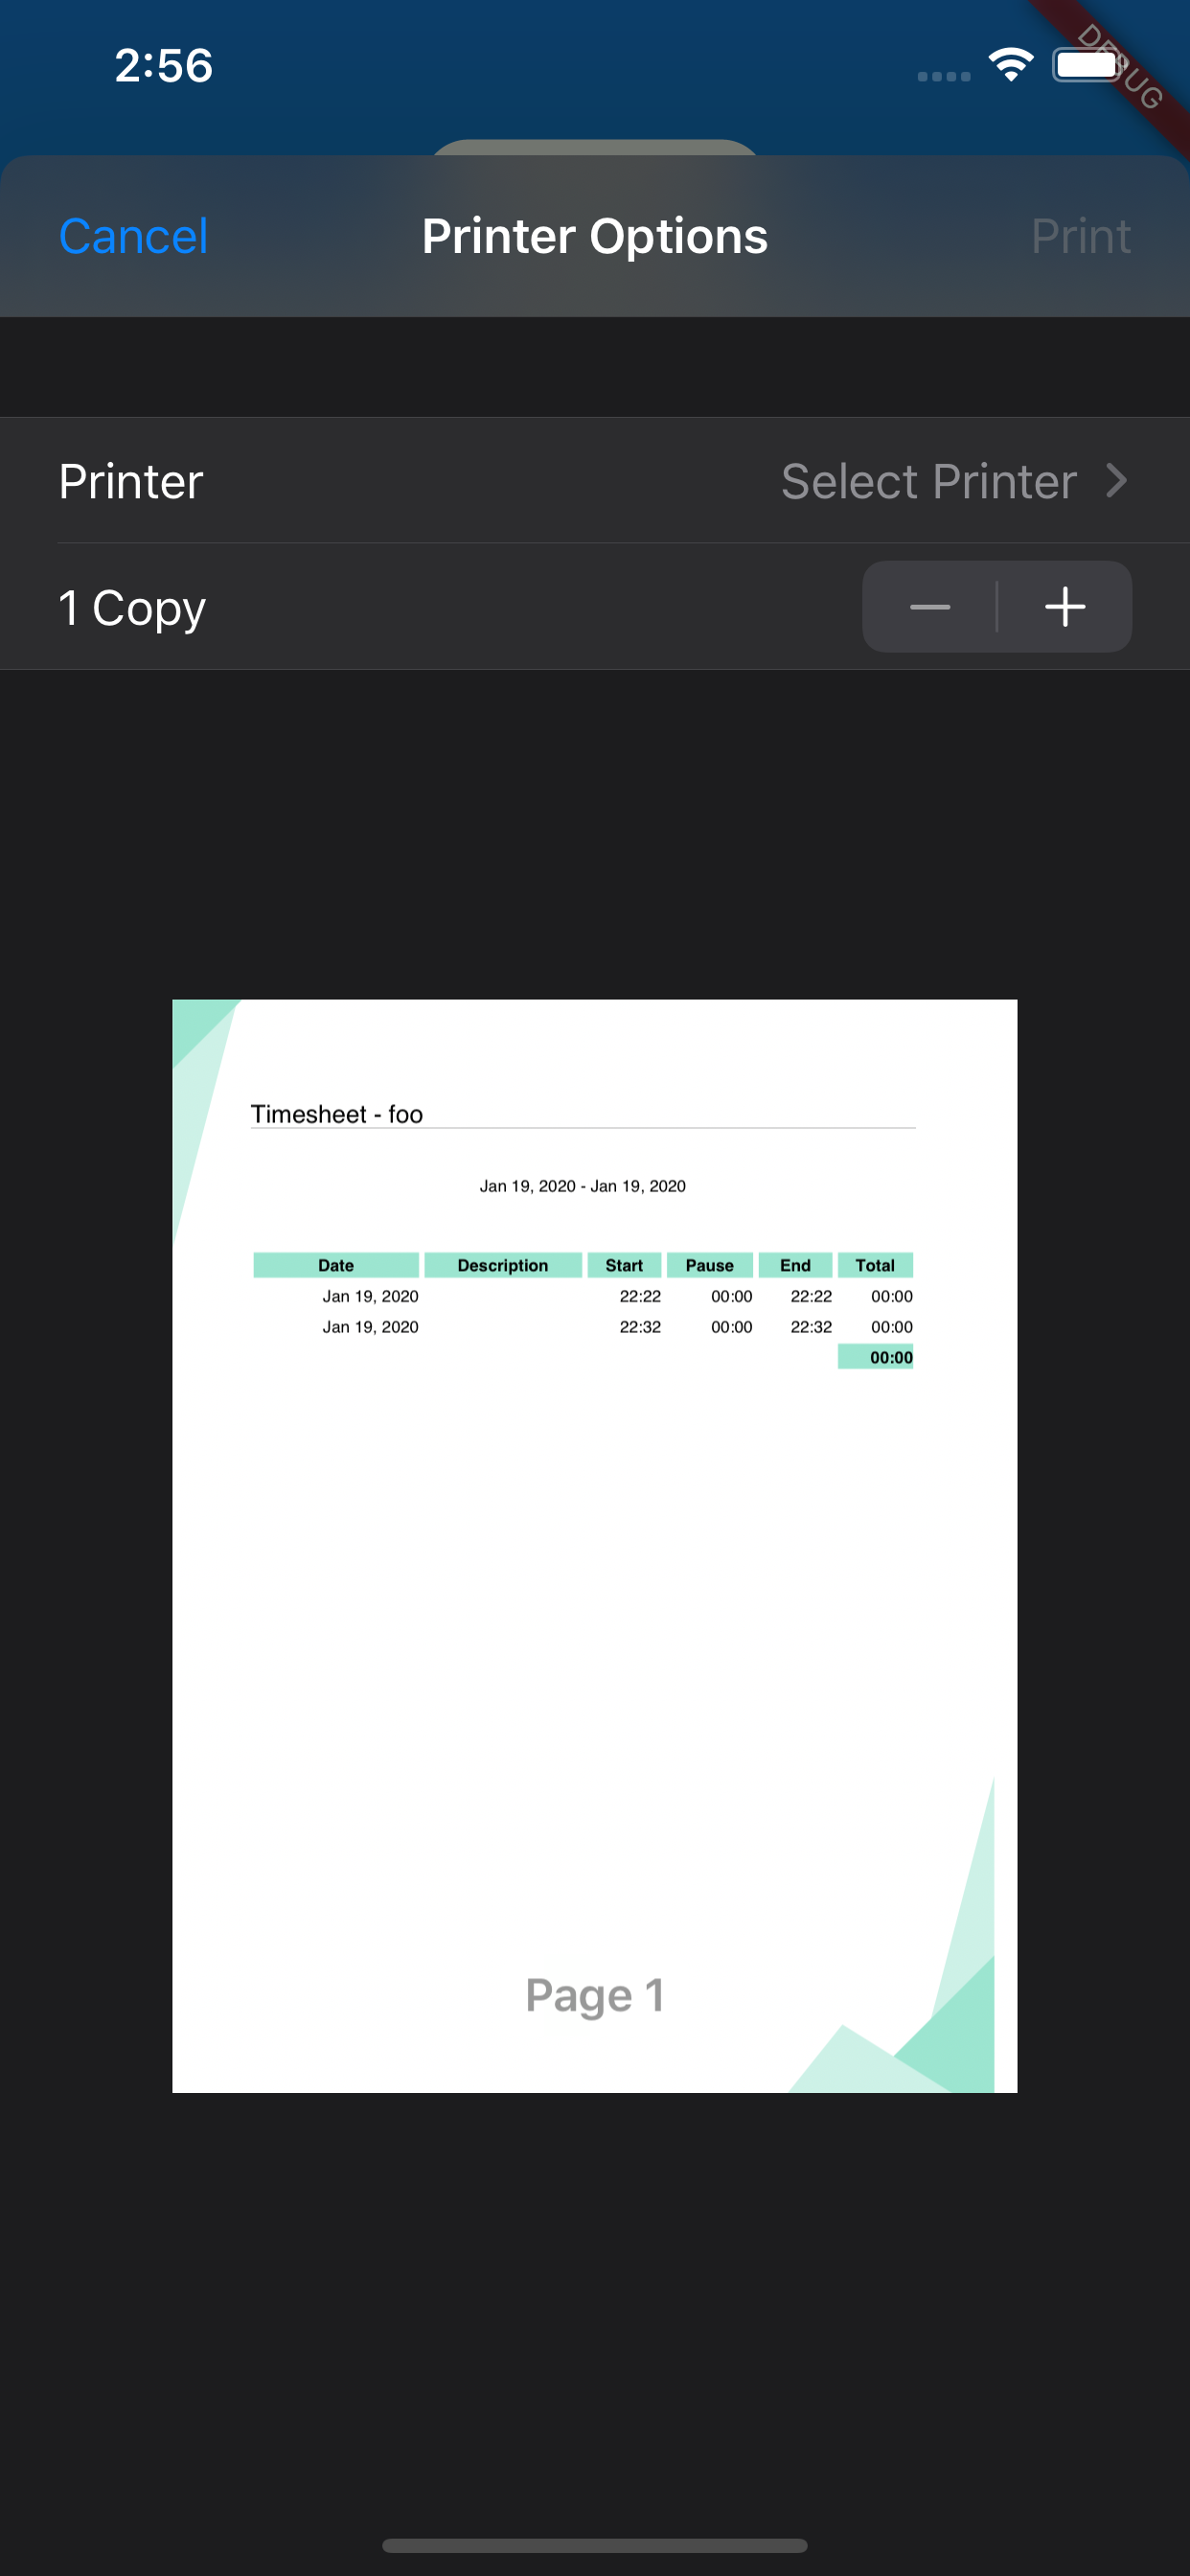 2:56
DEBUG
Cancel Printer Options Print
Printer Select Printer
1 Copy
Timesheet - foo
Jan 19, 2020 - Jan 19, 2020
Date Description Start Pause End Total
Jan 19, 2020 22:22 00:00 22:22 00:00
Jan 19, 2020 22:32 00:00 22:32 00:00
00:00
Page 1